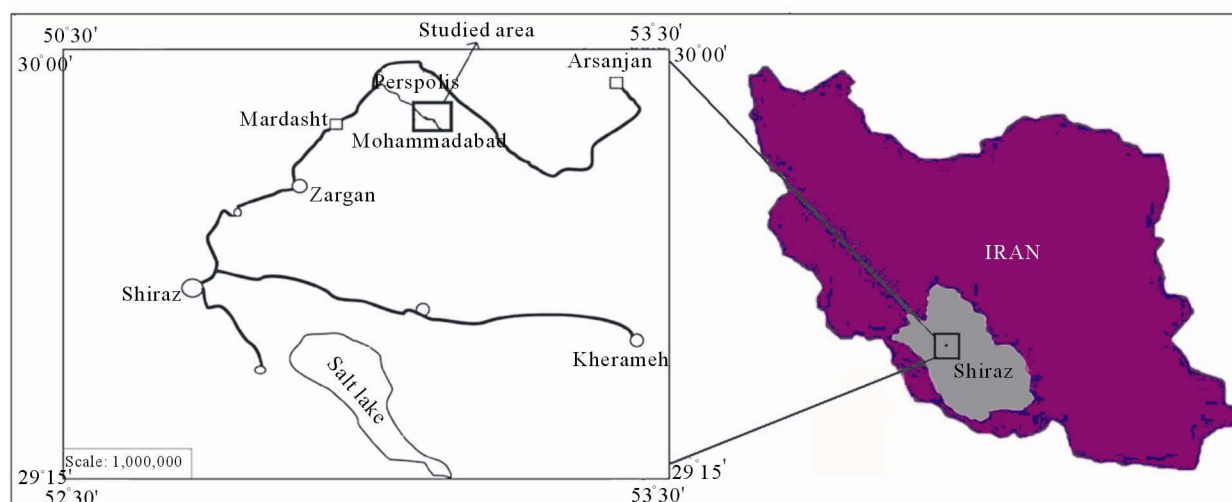 50°30'
53°30'
30°00'
30°00'
Studied area
Arsanjan
Perspolis
Mardasht
Mohammadabad
Zargan
IRAN
Shiraz
Kherameh
Shiraz
Salt lake
Scale: 1,000,000
29°15'
29°15'
52°30'
53°30'